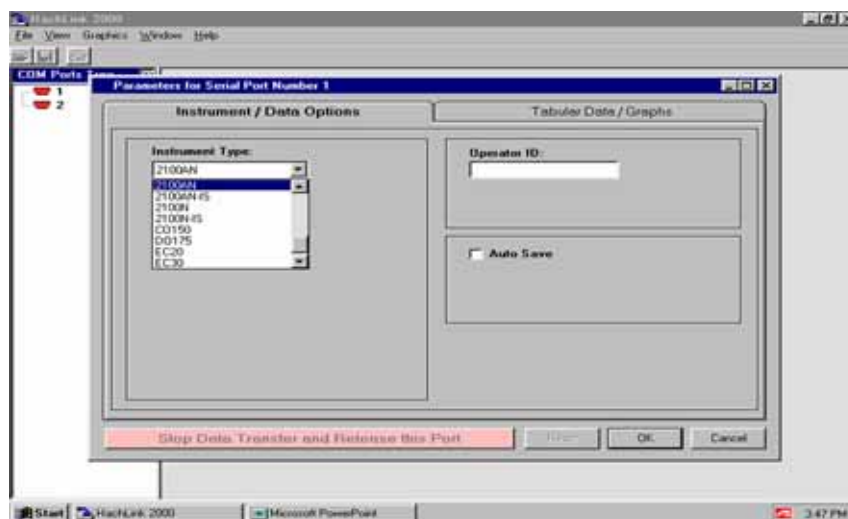 HachLink 2000
File View Graphics Window Help
COM Ports
1
2
Parameters for Serial Port Number 1
Instrument / Data Options
Tabular Data / Graphs
Instrument Type:
2100AN
2100AN
2100AN-IS
2100N
2100N-IS
CO150
DO175
EC20
EC30
Operator ID:
Auto Save
Stop Data Transfer and Release this Port
OK
Cancel
Start
HachLink 2000
Microsoft PowerPoint
3:47 PM